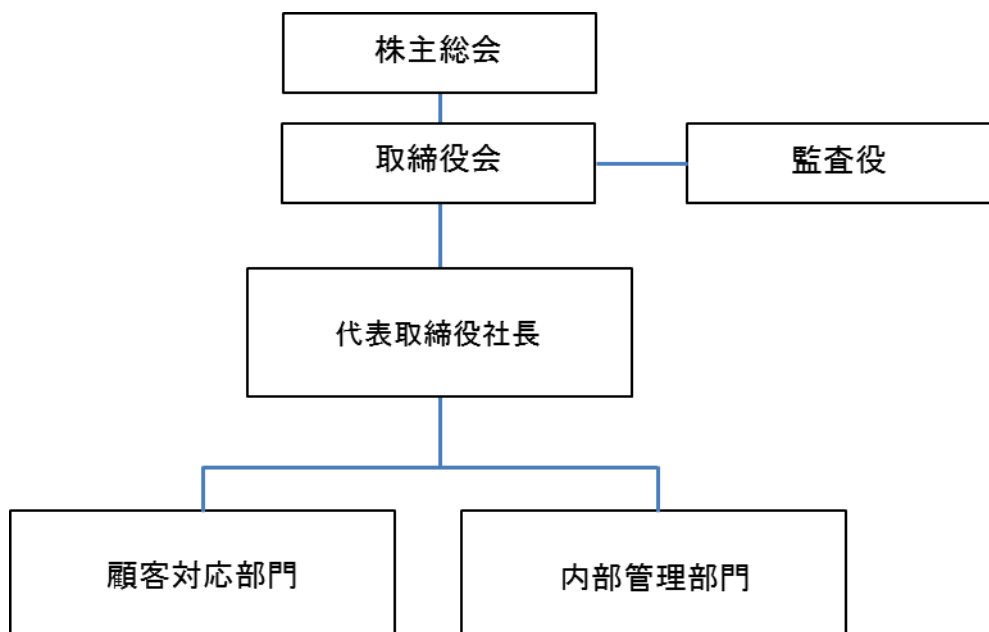 株主総会
取締役会
監査役
代表取締役社長
顧客対応部門
内部管理部門